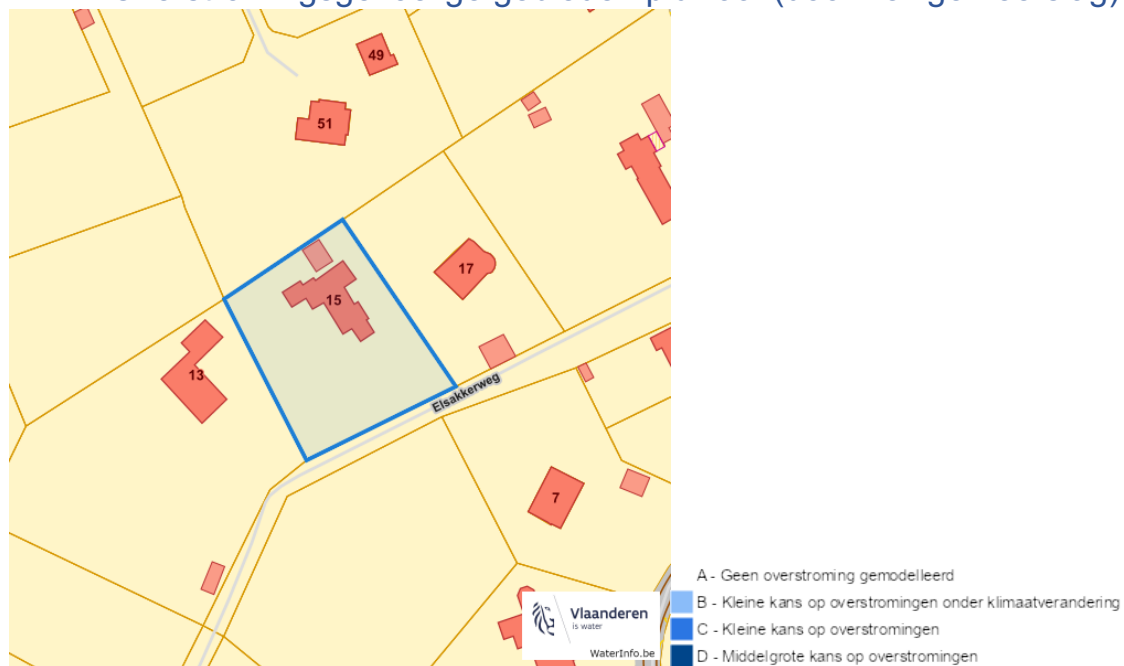 49
51
17
15
13
Elsakkerweg
7
A - Geen overstroming gemodelleerd
B - Kleine kans op overstromingen onder klimaatverandering
C - Kleine kans op overstromingen
D - Middelgrote kans op overstromingen
Vlaanderen
is water
WaterInfo.be